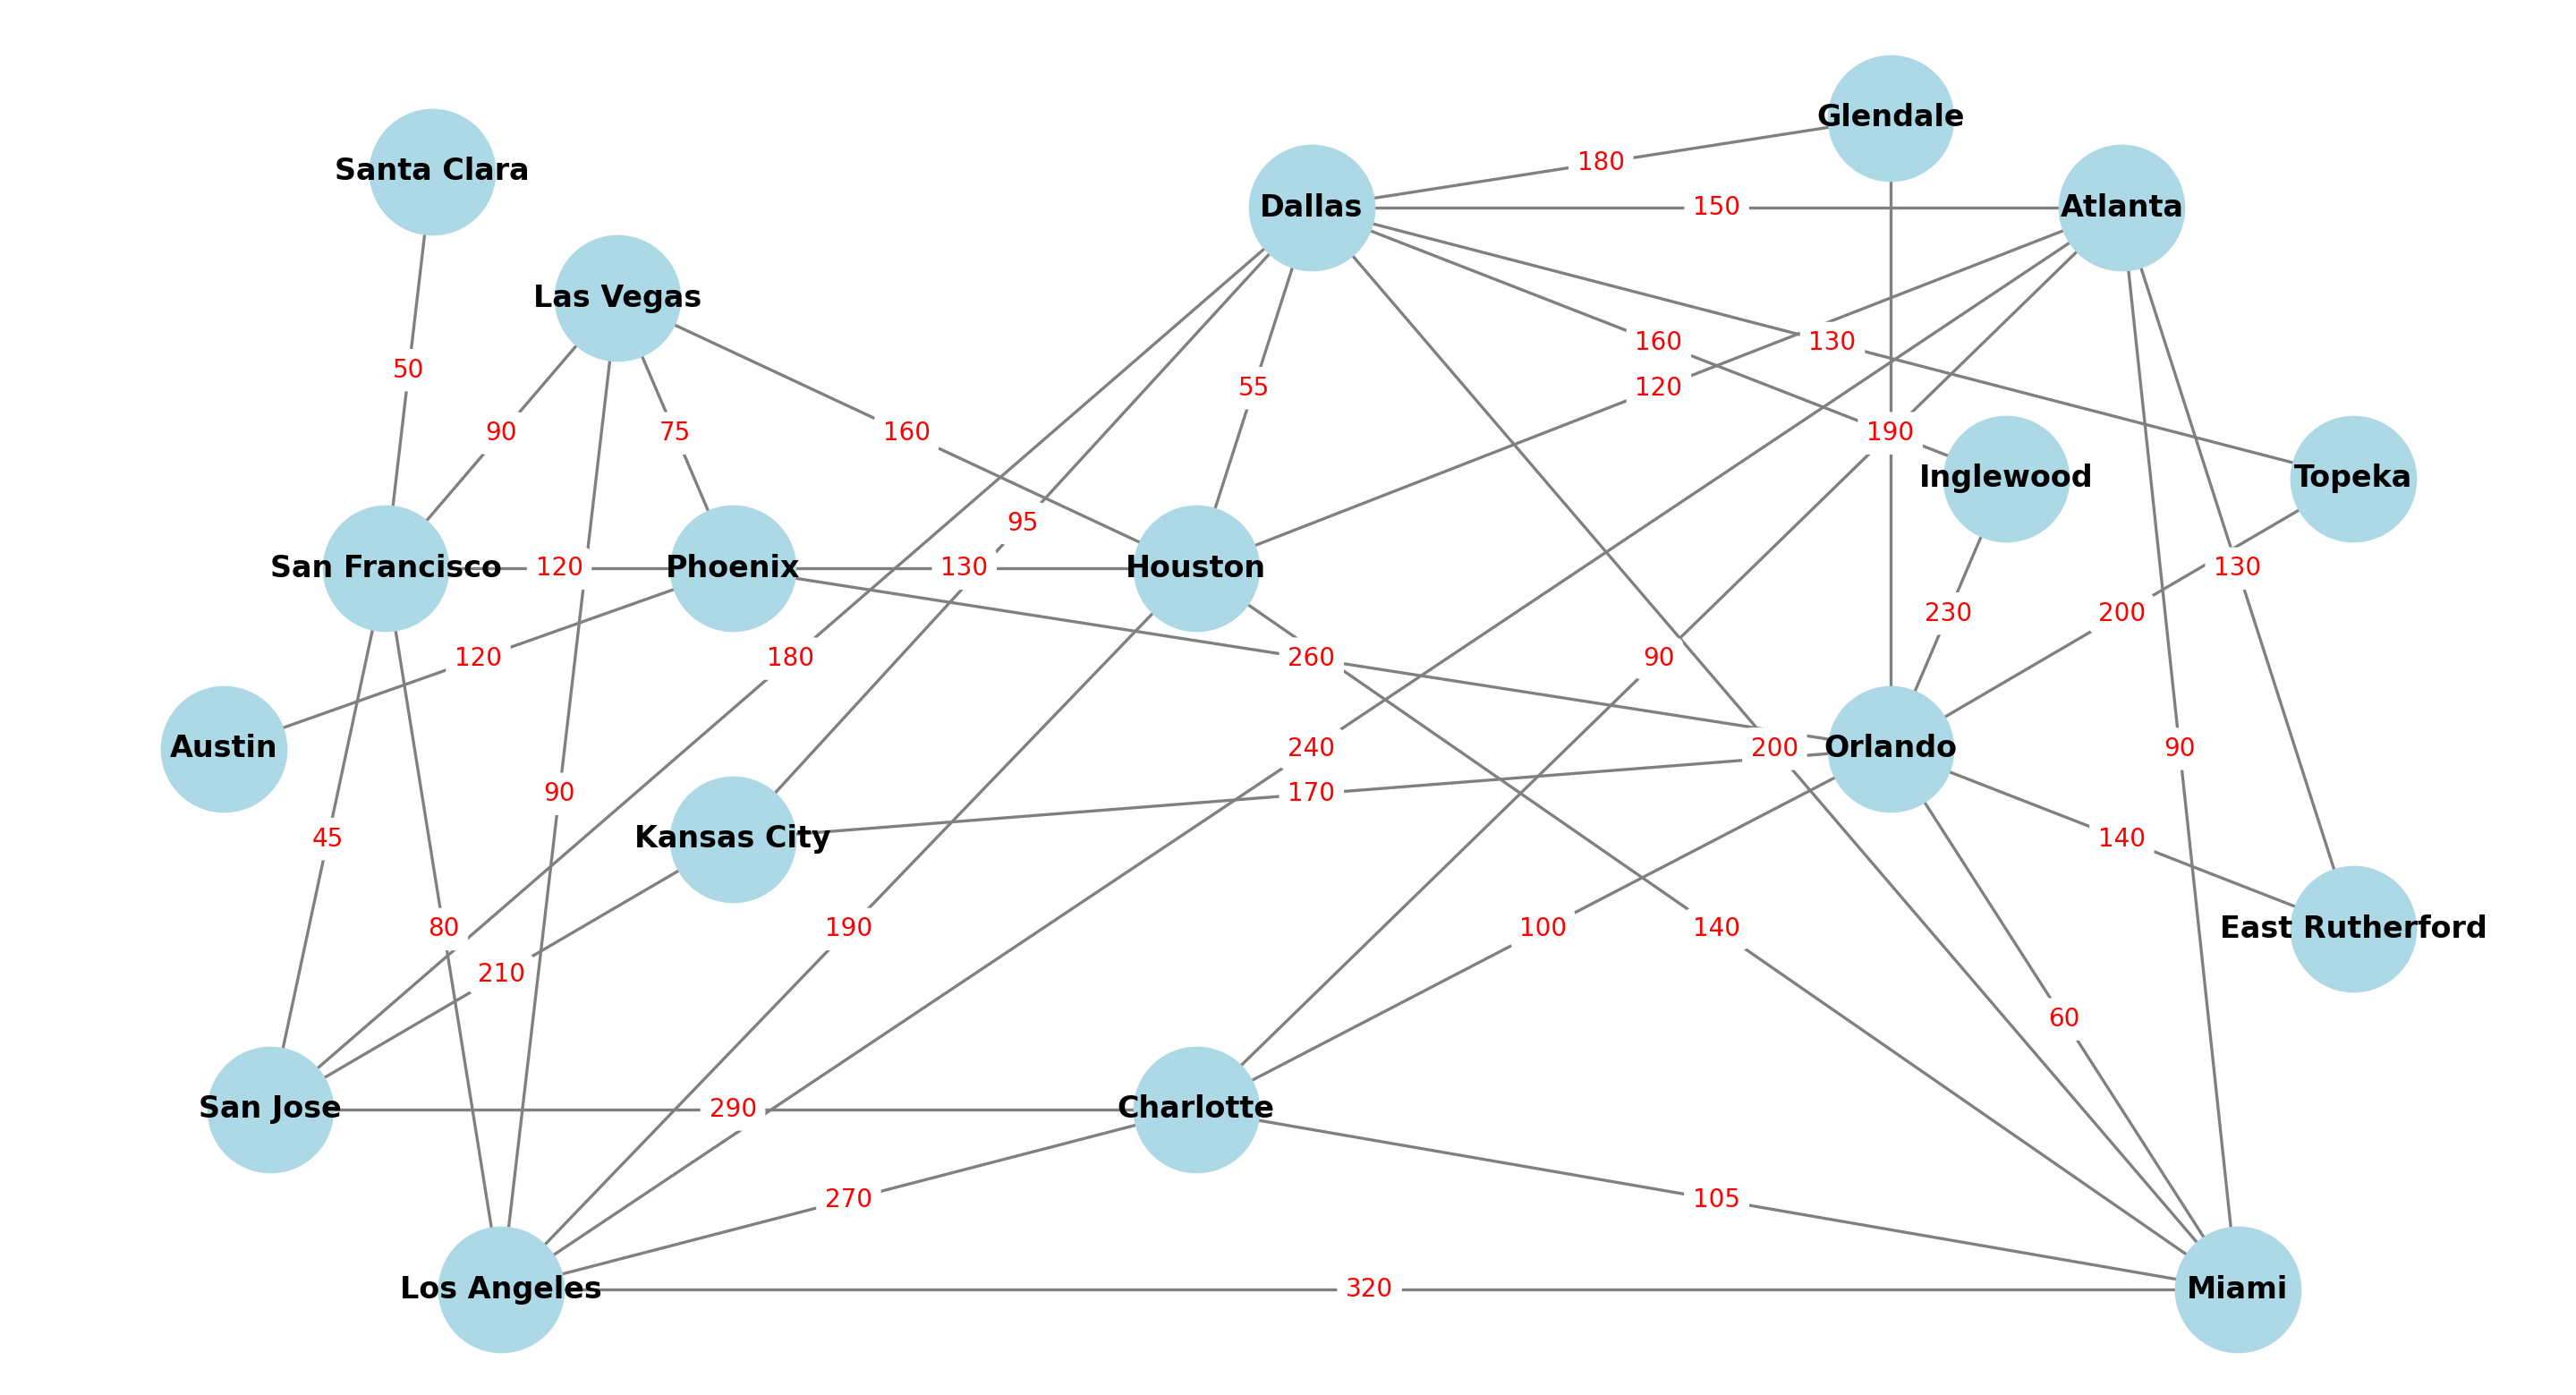 Glendale
180
Santa Clara
Dallas
150
Atlanta
Las Vegas
160
130
50
55
120
90
75
160
190
Inglewood
Topeka
95
San Francisco
120
Phoenix
130
Houston
130
230
200
120
180
260
90
Austin
240
200
Orlando
90
90
170
45
Kansas City
140
80
190
100
140
East Rutherford
210
60
San Jose
290
Charlotte
270
105
Los Angeles
320
Miami